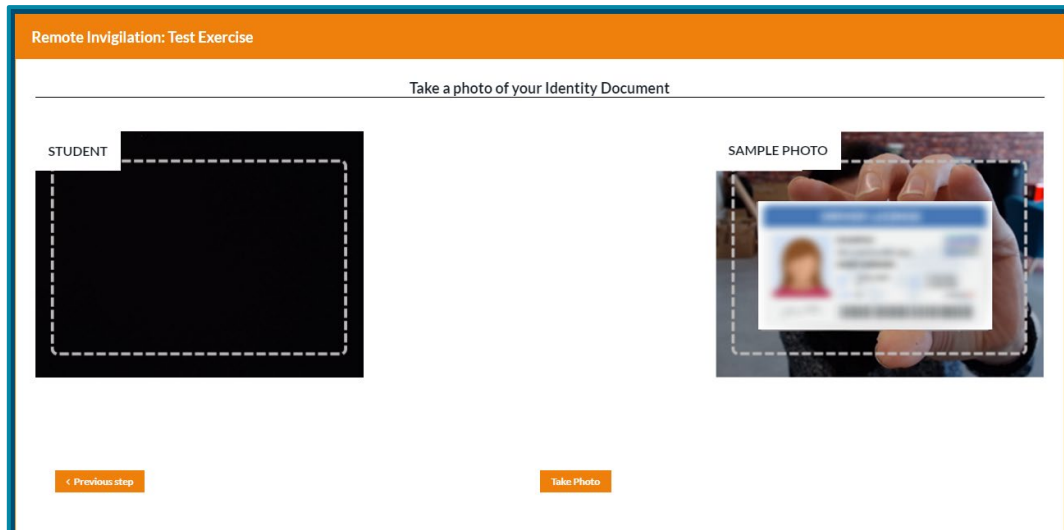 Remote Invigilation: Test Exercise
Take a photo of your Identity Document
STUDENT
SAMPLE PHOTO
< Previous step
Take Photo